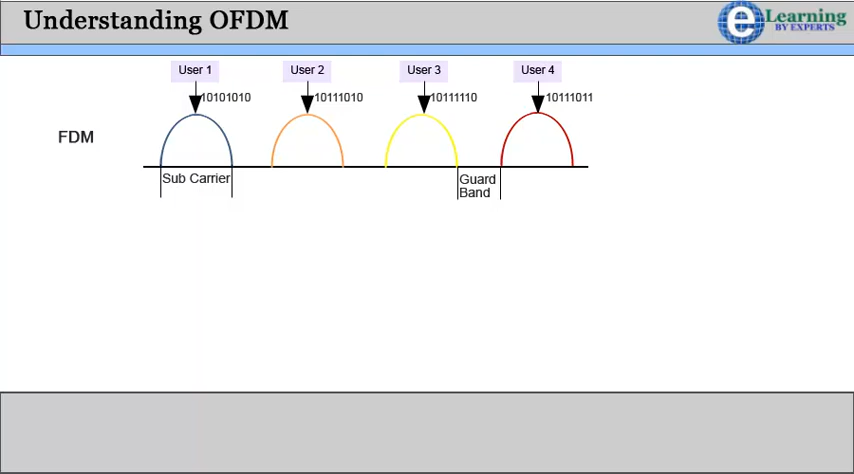 Understanding OFDM
eLearning
BY EXPERTS
User 1
User 2
User 3
User 4
10101010
10111010
10111110
10111011
FDM
Sub Carrier
Guard
Band